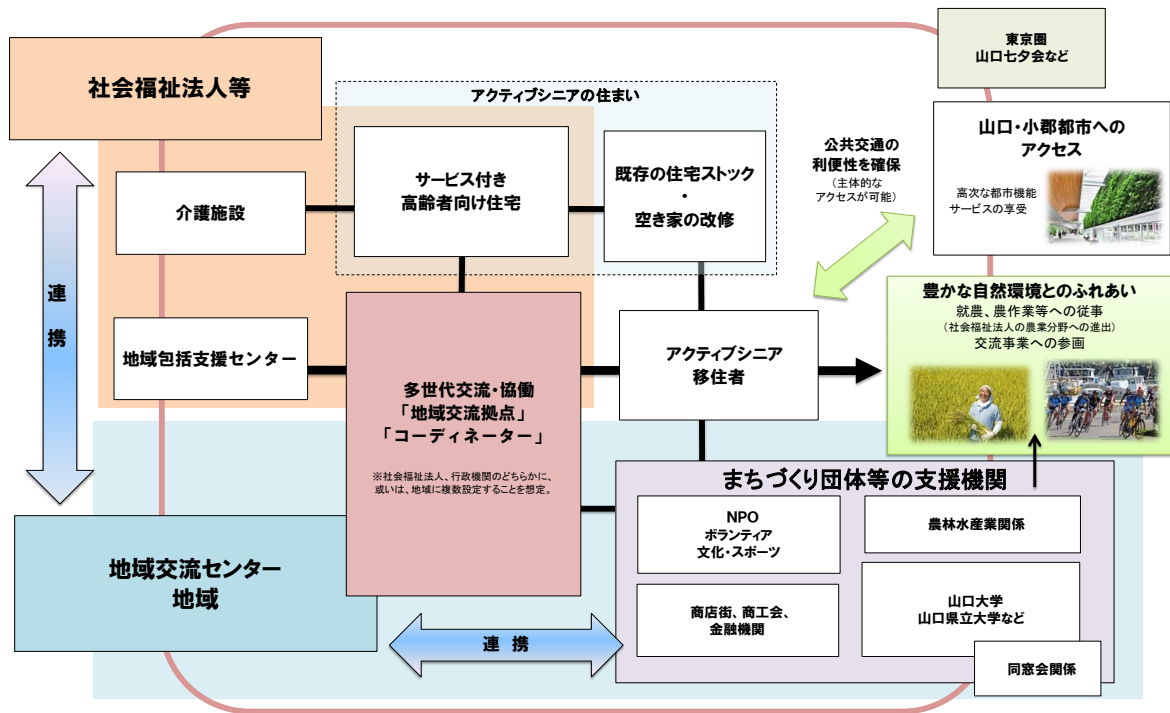 東京圏
山口七夕会など
社会福祉法人等
アクティブシニアの住まい
山口・小郡都市への
アクセス
高次な都市機能
サービスの享受
公共交通の
利便性を確保
（主体的な
アクセスが可能）
サービス付き
高齢者向け住宅
既存の住宅ストック
・
空き家の改修
介護施設
連
携
豊かな自然環境とのふれあい
就農、農作業等への従事
（社会福祉法人の農業分野への進出）
交流事業への参画
地域包括支援センター
アクティブシニア
移住者
多世代交流・協働
「地域交流拠点」
「コーディネーター」
※社会福祉法人、行政機関のどちらかに、
或いは、地域に複数設定することを想定。
まちづくり団体等の支援機関
NPO
ボランティア
文化・スポーツ
農林水産業関係
地域交流センター
地域
商店街、商工会、
金融機関
山口大学
山口県立大学など
連 携
同窓会関係